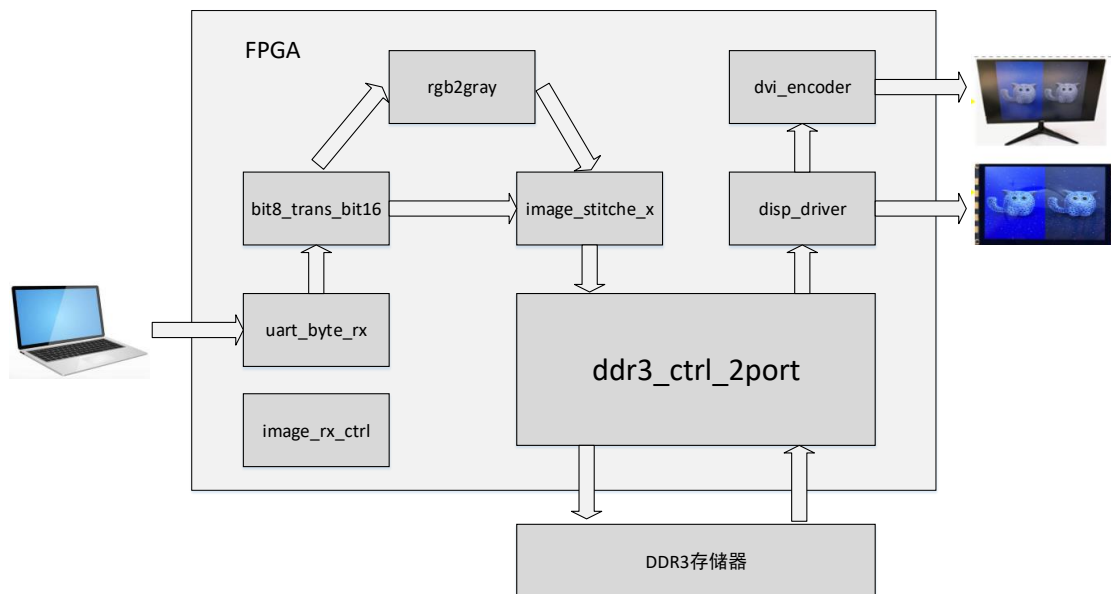 FPGA
rgb2gray
dvi_encoder
bit8_trans_bit16
image_stitche_x
disp_driver
uart_byte_rx
ddr3_ctrl_2port
image_rx_ctrl
DDR3存储器